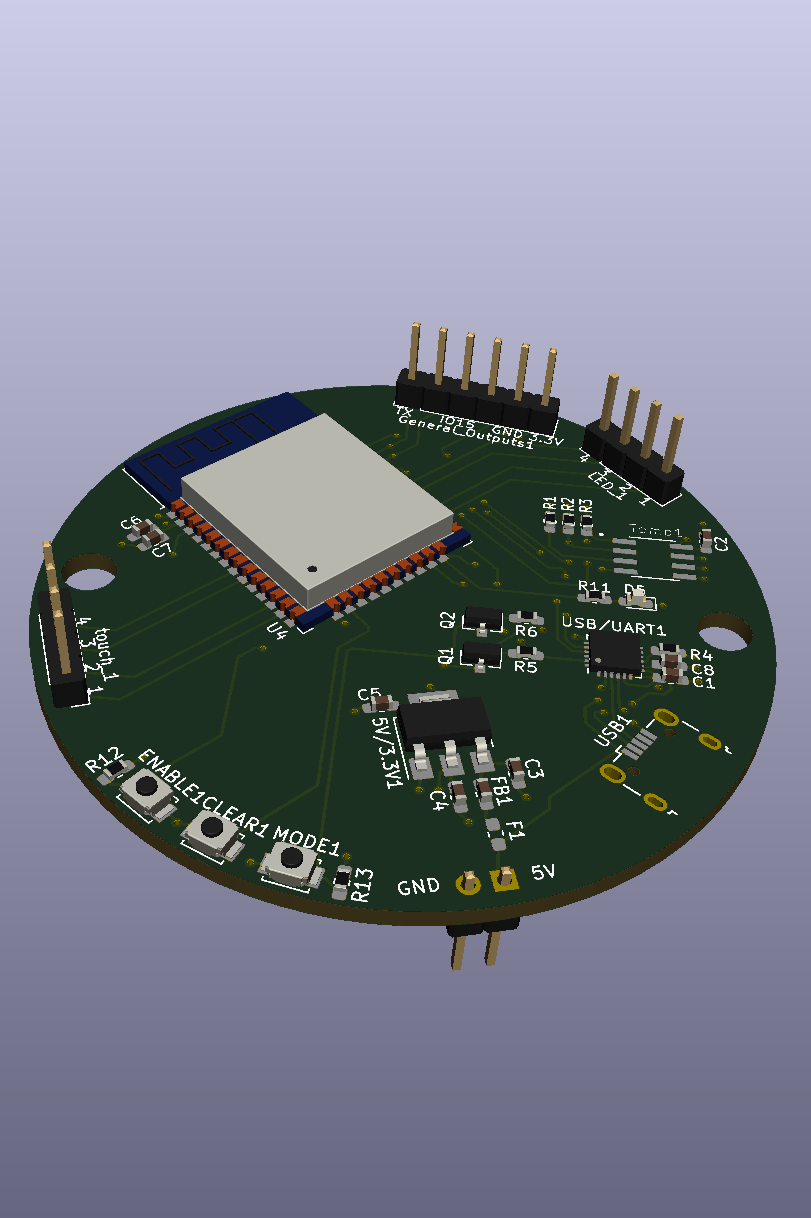 TX IO15 GND 3.3V
General_Outputs1
4 3 2 1
LED_1
R1
R2
R3
Temp1
C2
C6
C7
R11 D5
Q2
R6
USB/UART1
U4
Q1
R5
R4
C8
C1
4
3
2
1
touch_1
C5
5V/3.3V1
USB1
R12
ENABLE1
CLEAR1
MODE1
C3
C4
FB1
F1
R13
GND
5V